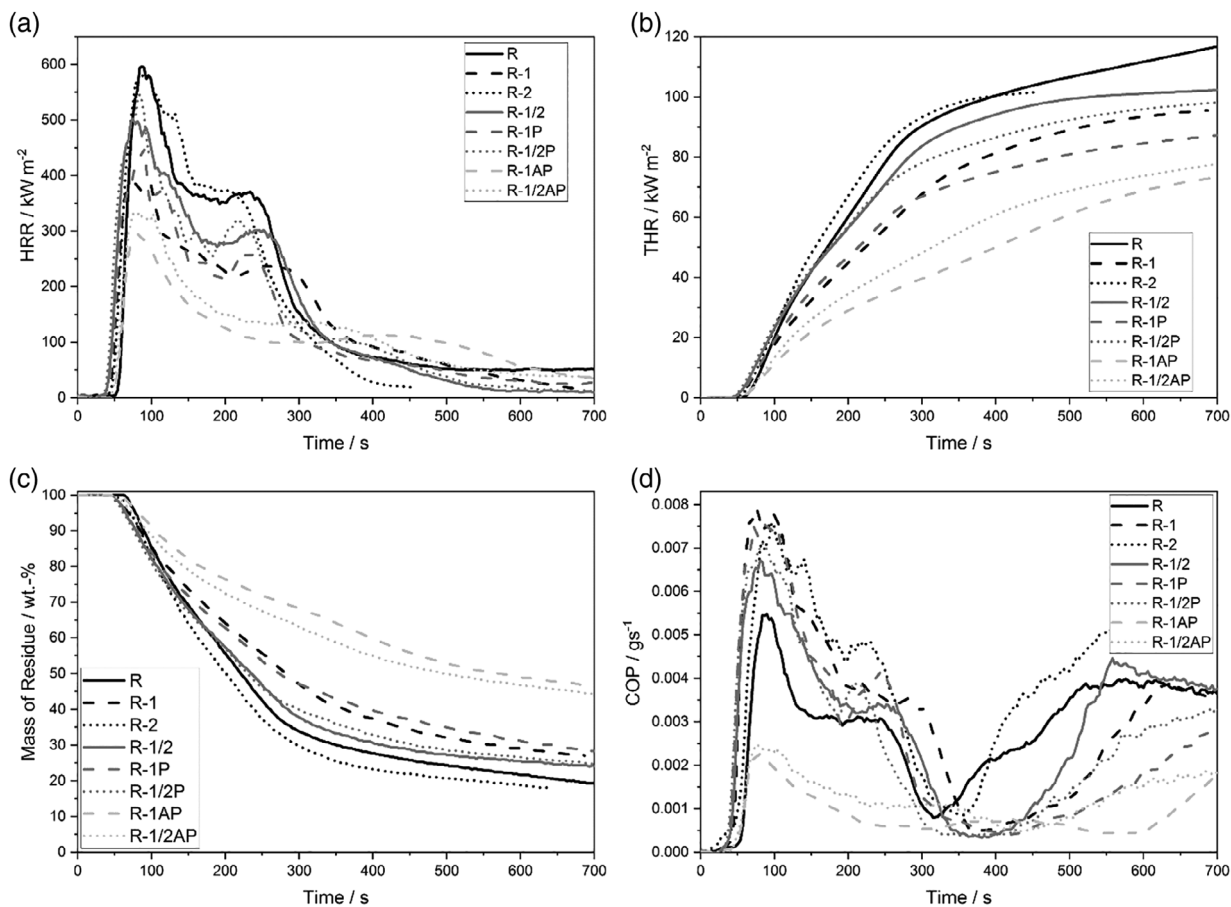 (a)
600
500
400
300
200
100
0
HRR / kW m⁻²
0 100 200 300 400 500 600 700
Time / s
R
R-1
R-2
R-1/2
R-1P
R-1/2P
R-1AP
R-1/2AP
(b)
120
100
80
60
40
20
0
THR / kW m⁻²
0 100 200 300 400 500 600 700
Time / s
R
R-1
R-2
R-1/2
R-1P
R-1/2P
R-1AP
R-1/2AP
(c)
100
90
80
70
60
50
40
30
20
10
0
Mass of Residue / wt.-%
0 100 200 300 400 500 600 700
Time / s
R
R-1
R-2
R-1/2
R-1P
R-1/2P
R-1AP
R-1/2AP
(d)
0.008
0.007
0.006
0.005
0.004
0.003
0.002
0.001
0.000
COP / gs⁻¹
0 100 200 300 400 500 600 700
Time / s
R
R-1
R-2
R-1/2
R-1P
R-1/2P
R-1AP
R-1/2AP